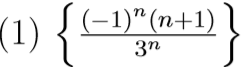 (1) $\left\{ \frac{(-1)^n(n+1)}{3^n} \right\}$